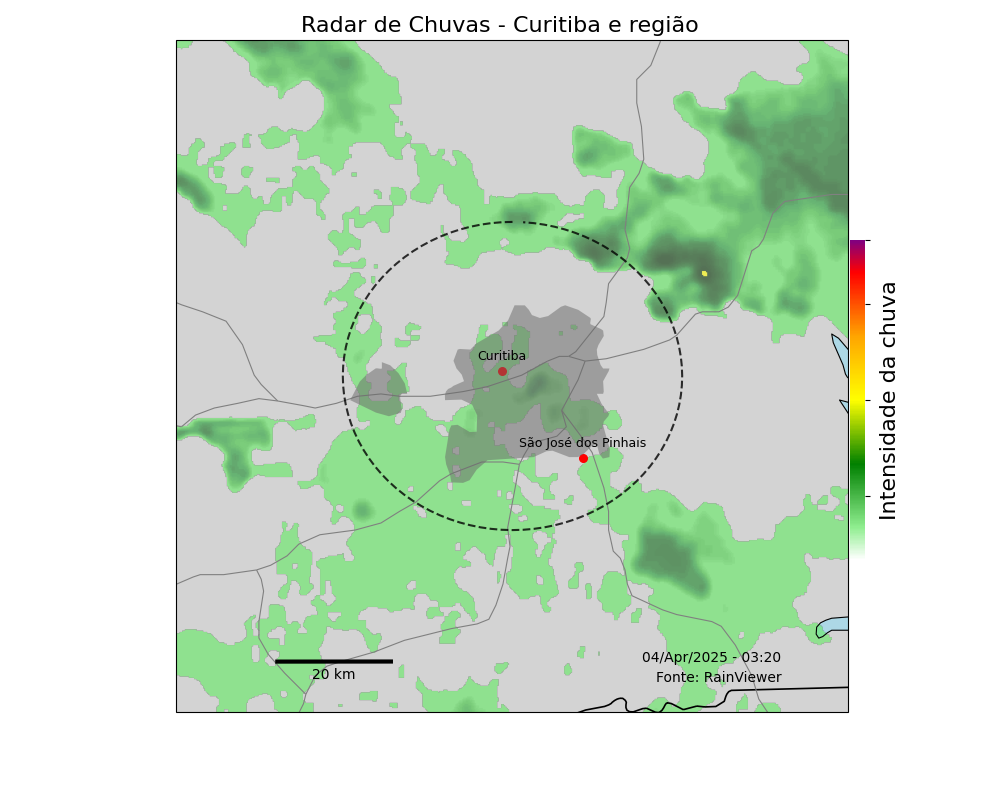 Radar de Chuvas - Curitiba e região
Curitiba
São José dos Pinhais
Intensidade da chuva
04/Apr/2025 - 03:20
Fonte: RainViewer
20 km